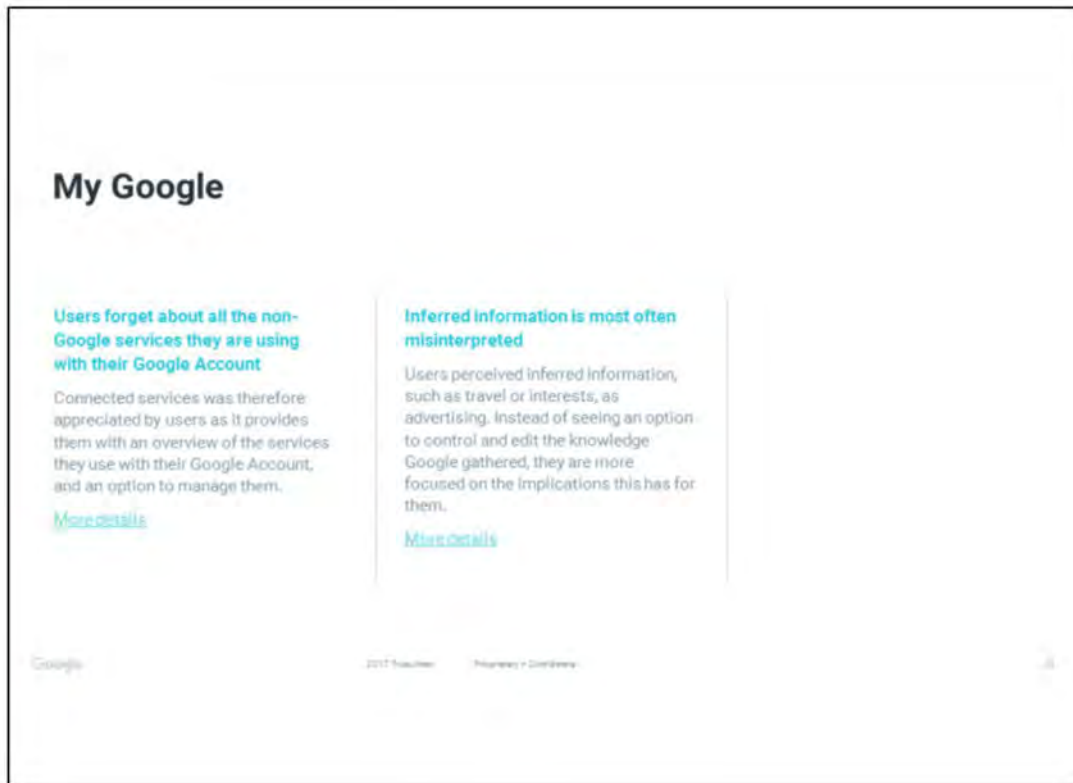 My Google
Users forget about all the non-
Google services they are using
with their Google Account
Connected services was therefore
appreciated by users as it provides
them with an overview of the services
they use with their Google Account,
and an option to manage them.
More details
Inferred information is most often
misinterpreted
Users perceived inferred information,
such as travel or interests, as
advertising. Instead of seeing an option
to control and edit the knowledge
Google gathered, they are more
focused on the implications this has for
them.
More details
Google
2017
Proprietary + Confidential